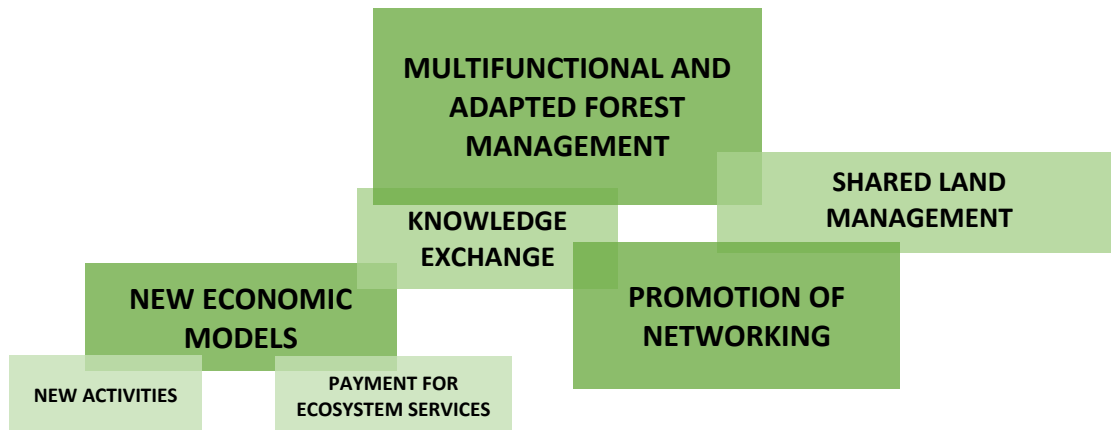 MULTIFUNCTIONAL AND
ADAPTED FOREST
MANAGEMENT
SHARED LAND
MANAGEMENT
KNOWLEDGE
EXCHANGE
NEW ECONOMIC
MODELS
PROMOTION OF
NETWORKING
NEW ACTIVITIES
PAYMENT FOR
ECOSYSTEM SERVICES